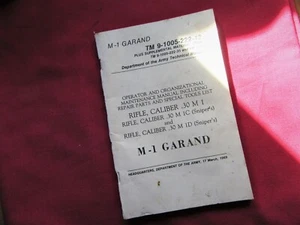 M-1 GARAND
TM 9-1005-
Department of the Army Technical
OPERATOR AND ORGANIZATIONAL
MAINTENANCE MANUAL INCLUDING
REPAIR PARTS AND SPECIAL TOOLS LIST
RIFLE, CALIBER .30 M 1
RIFLE, CALIBER .30 M 1C (Sniper's)
and
RIFLE, CALIBER .30 M 1D (Sniper's)
M-1 GARAND
HEADQUARTERS, DEPARTMENT OF THE ARMY, 17 March,